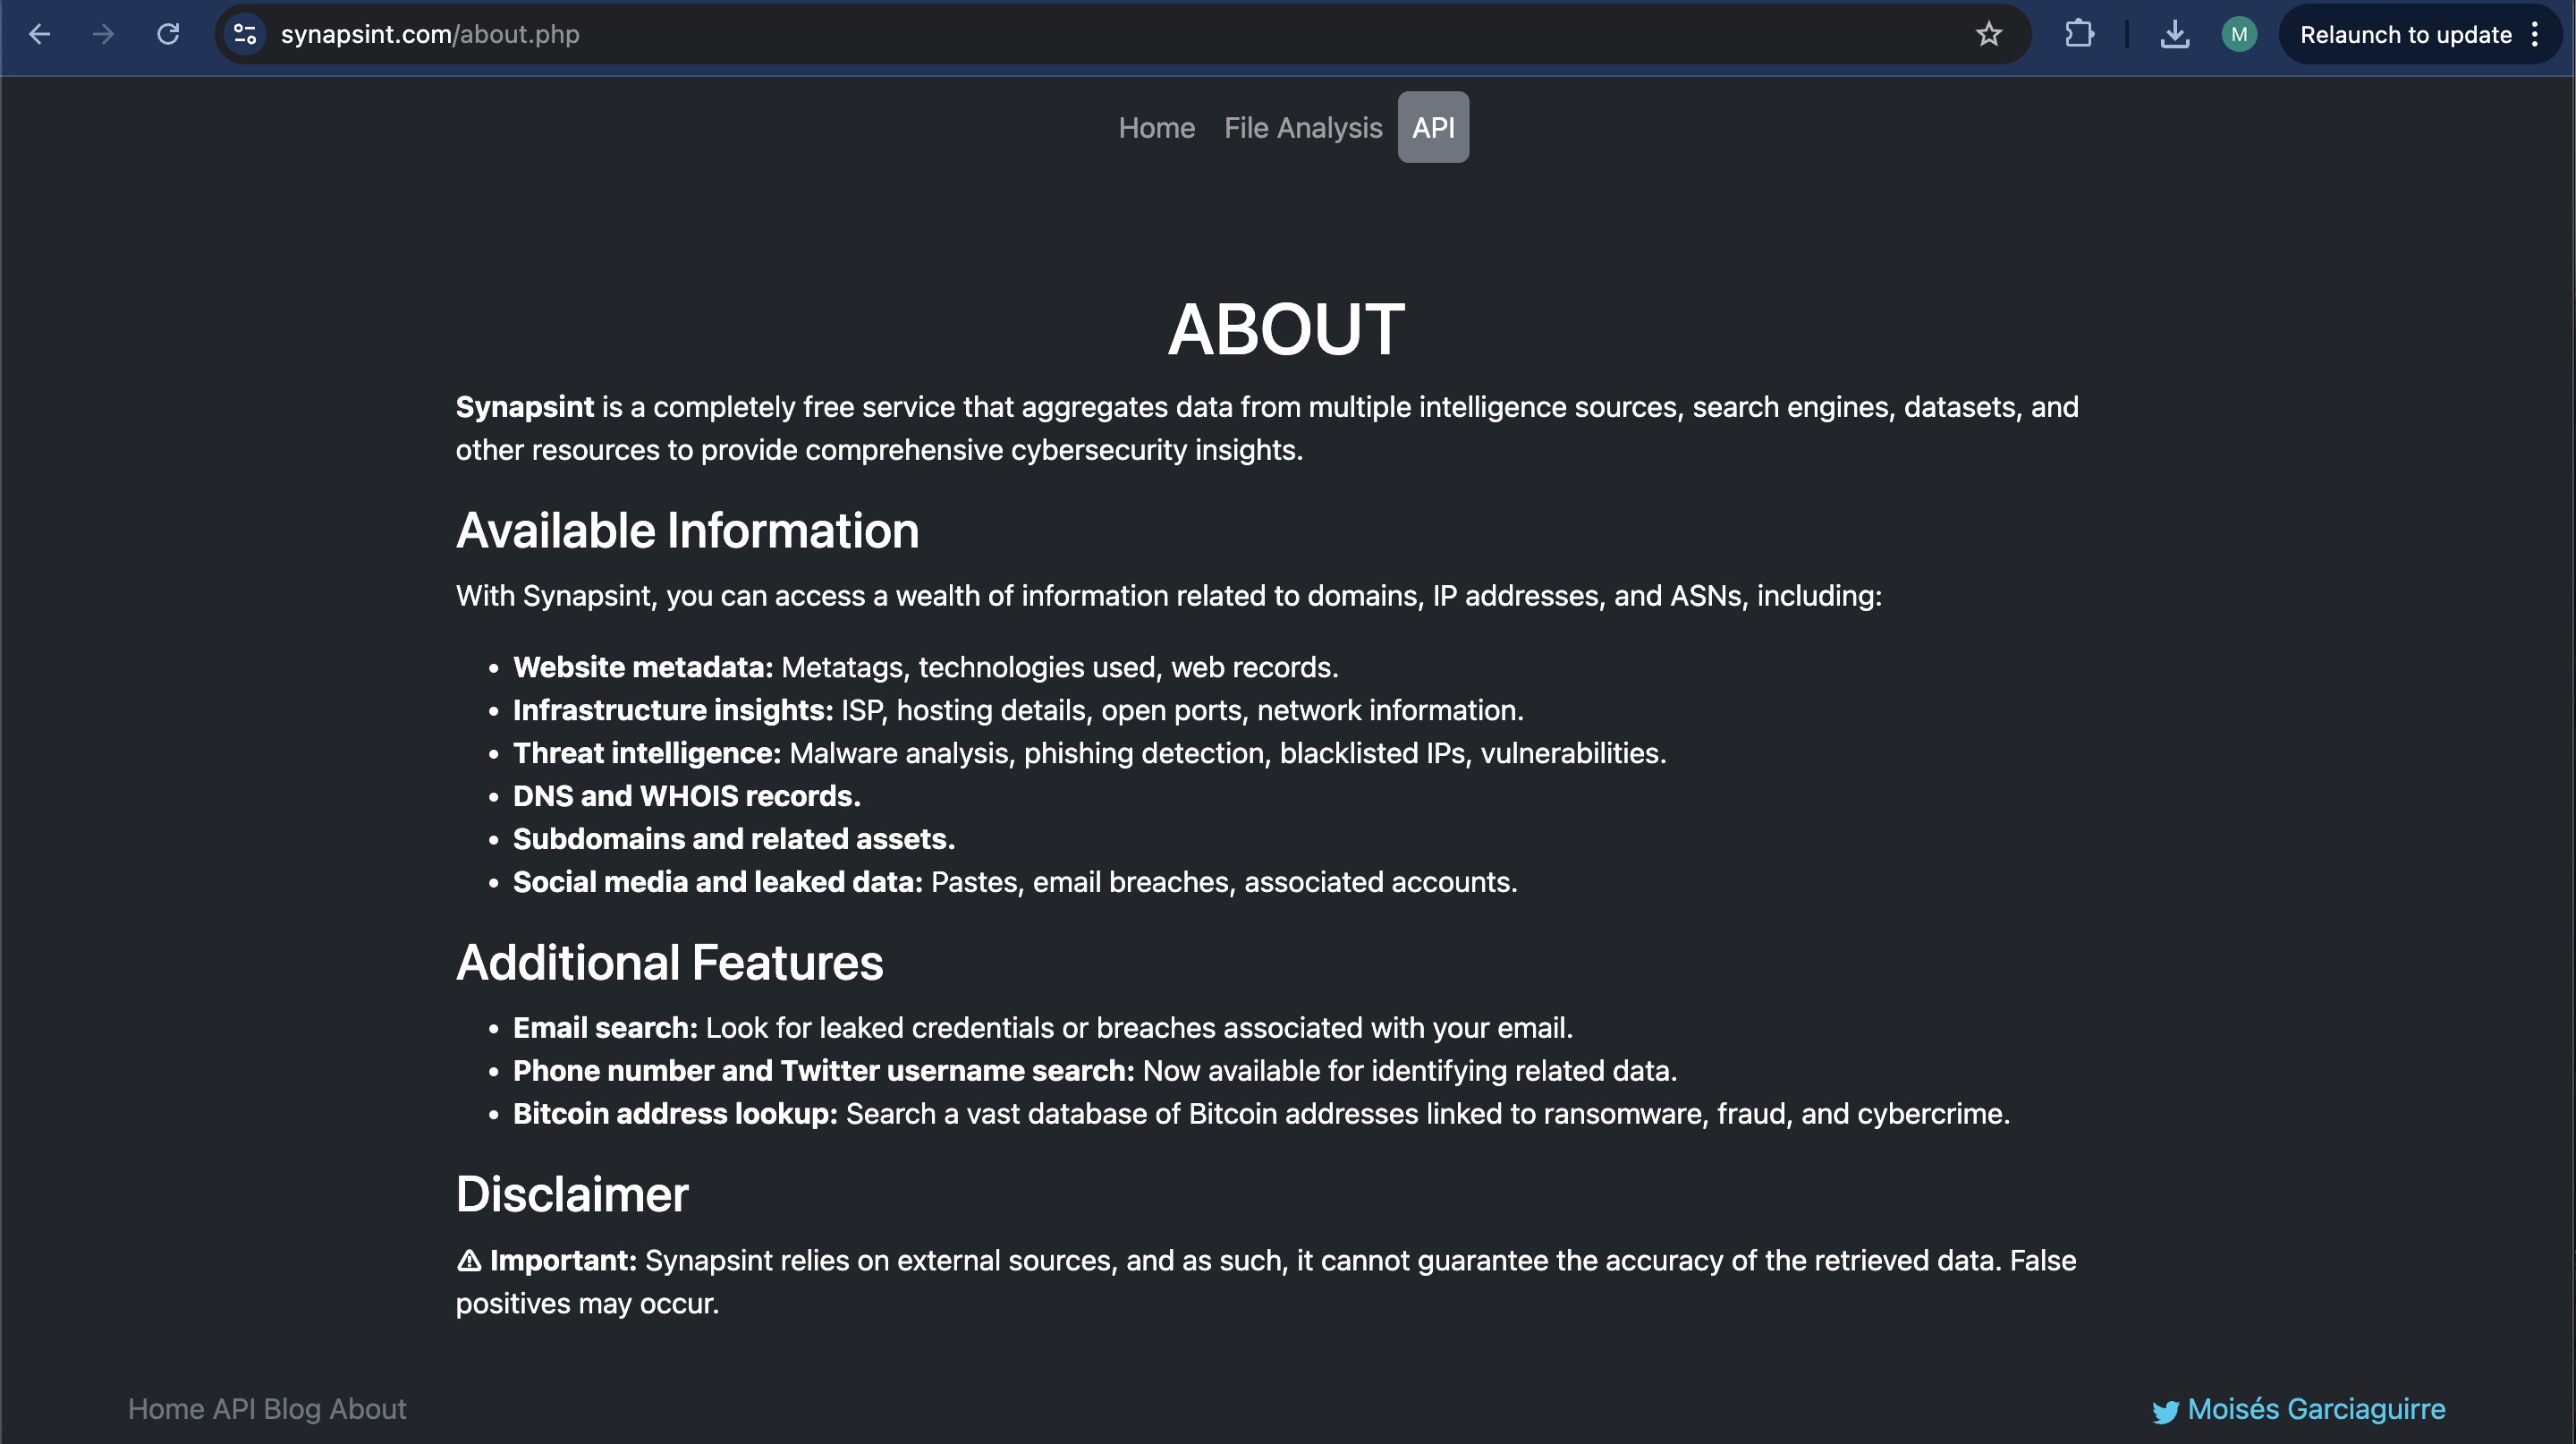 synapsint.com/about.php
M
Relaunch to update
Home File Analysis API
ABOUT
Synapsint is a completely free service that aggregates data from multiple intelligence sources, search engines, datasets, and
other resources to provide comprehensive cybersecurity insights.
Available Information
With Synapsint, you can access a wealth of information related to domains, IP addresses, and ASNs, including:
• Website metadata: Metatags, technologies used, web records.
• Infrastructure insights: ISP, hosting details, open ports, network information.
• Threat intelligence: Malware analysis, phishing detection, blacklisted IPs, vulnerabilities.
• DNS and WHOIS records.
• Subdomains and related assets.
• Social media and leaked data: Pastes, email breaches, associated accounts.
Additional Features
• Email search: Look for leaked credentials or breaches associated with your email.
• Phone number and Twitter username search: Now available for identifying related data.
• Bitcoin address lookup: Search a vast database of Bitcoin addresses linked to ransomware, fraud, and cybercrime.
Disclaimer
⚠ Important: Synapsint relies on external sources, and as such, it cannot guarantee the accuracy of the retrieved data. False
positives may occur.
Home API Blog About
Moisés Garciaguirre